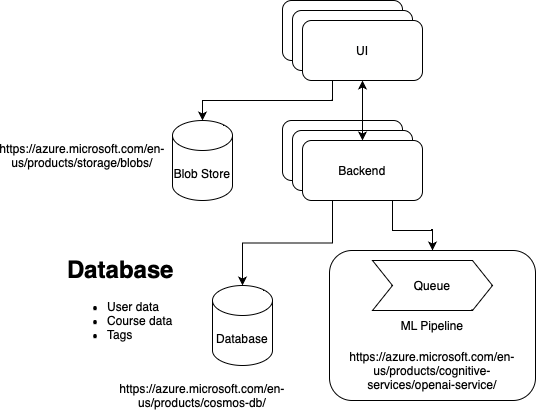 UI
https://azure.microsoft.com/en-
us/products/storage/blobs/
Blob Store
Backend
Database
• User data
• Course data
• Tags
Database
https://azure.microsoft.com/en-
us/products/cosmos-db/
Queue
ML Pipeline
https://azure.microsoft.com/en-
us/products/cognitive-
services/openai-service/